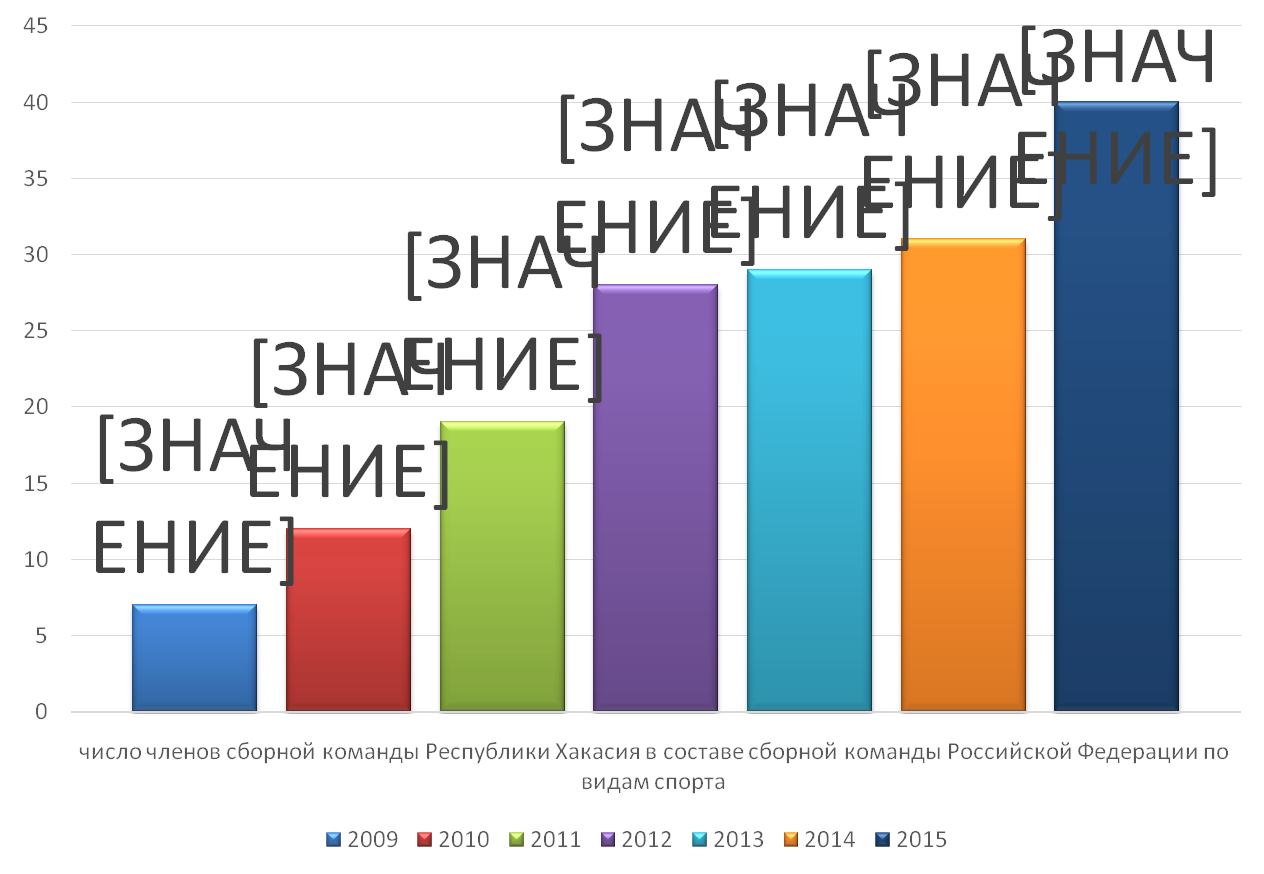 45
40
35
30
25
20
15
10
5
0
[ЗНАЧ
ЕНИЕ]
[ЗНАЧ
ЕНИЕ]
[ЗНАЧ
ЕНИЕ]
[ЗНАЧ
ЕНИЕ]
[ЗНАЧ
ЕНИЕ]
[ЗНАЧ
ЕНИЕ]
[ЗНАЧ
ЕНИЕ]
число членов сборной команды Республики Хакасия в составе сборной команды Российской Федерации по
видам спорта
2009 2010 2011 2012 2013 2014 2015